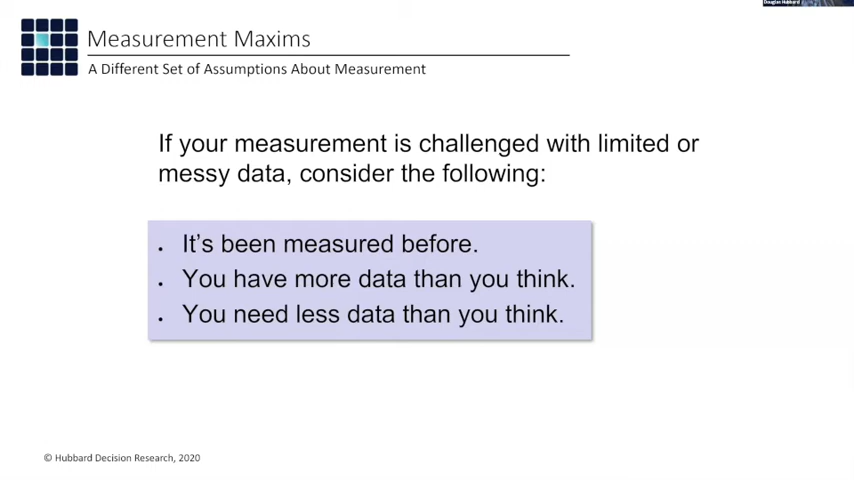 Douglas Hubbard
Measurement Maxims
A Different Set of Assumptions About Measurement
If your measurement is challenged with limited or
messy data, consider the following:
• It's been measured before.
• You have more data than you think.
• You need less data than you think.
© Hubbard Decision Research, 2020